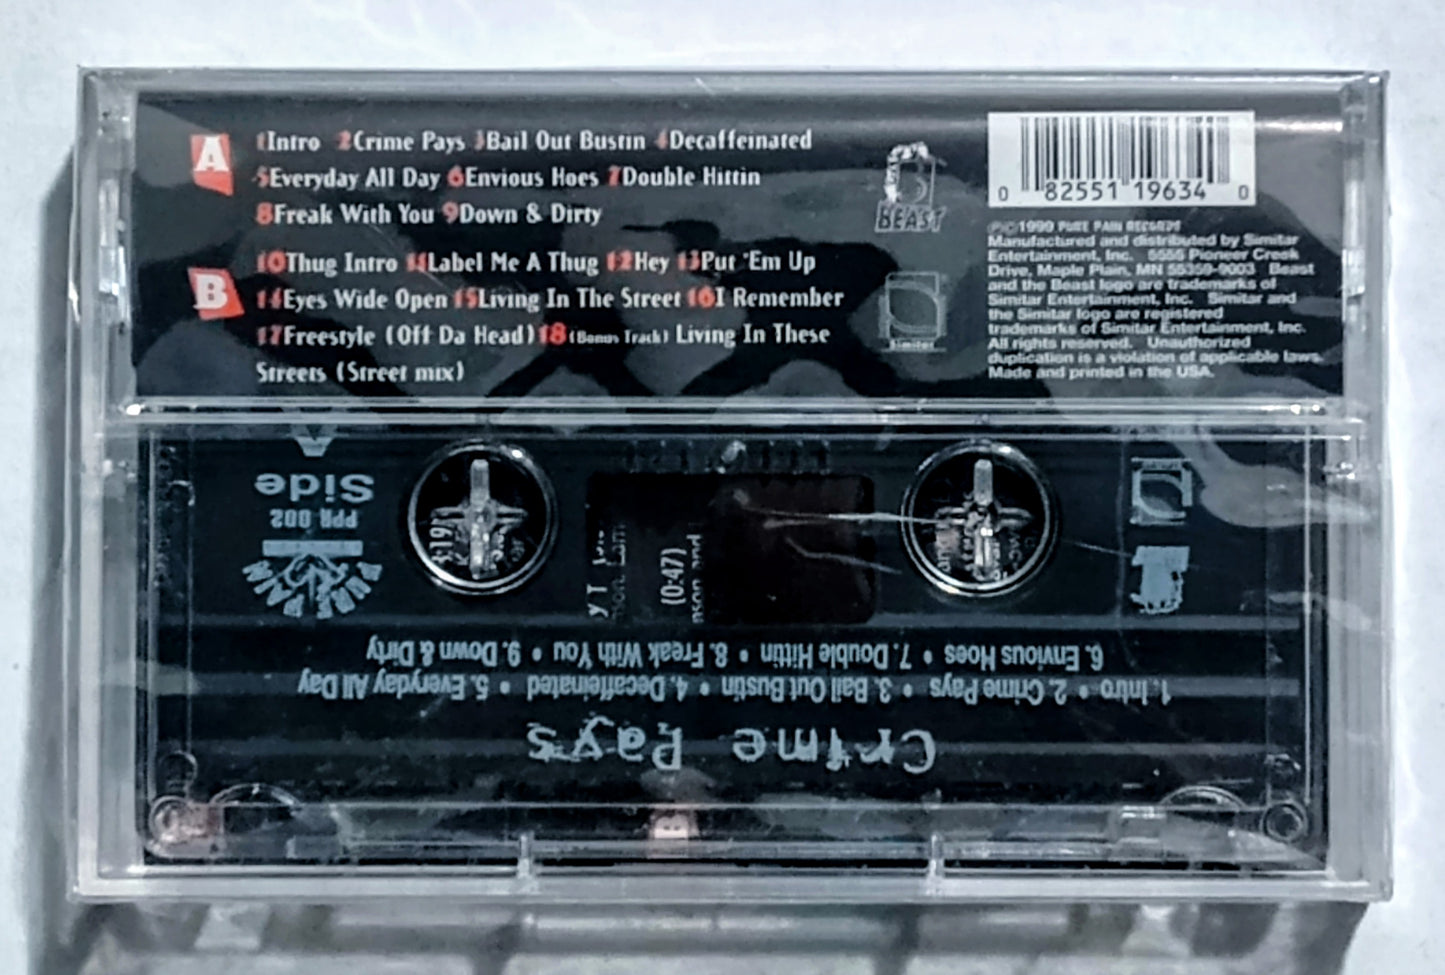 A
1Intro 2Crime Pays 3Bail Out Bustin 4Decaffeinated
5Everyday All Day 6Envious Hoes 7Double Hittin
8Freak With You 9Down & Dirty
B
10Thug Intro 11Label Me A Thug 12Hey 13Put 'Em Up
14Eyes Wide Open 15Living In The Street 16I Remember
17Freestyle (Off Da Head) 18(Bonus Track) Living In These
Streets (Street mix)
BEAST
Simitar
0 82551 19634 0
℗©1999 PURE PAIN RECORDS
Manufactured and distributed by Simitar
Entertainment, Inc. 5555 Pioneer Creek
Drive, Maple Plain, MN 55359-9003 Beast
and the Beast logo are trademarks of
Simitar Entertainment, Inc. Simitar and
the Simitar logo are registered
trademarks of Simitar Entertainment, Inc.
All rights reserved. Unauthorized
duplication is a violation of applicable laws.
Made and printed in the USA.
Crime Pays
1. Intro • 2. Crime Pays • 3. Bail Out Bustin • 4. Decaffeinated • 5. Everyday All Day
6. Envious Hoes • 7. Double Hittin • 8. Freak With You • 9. Down & Dirty
PURE PAIN
PPR 002
Side
A
(0:47)